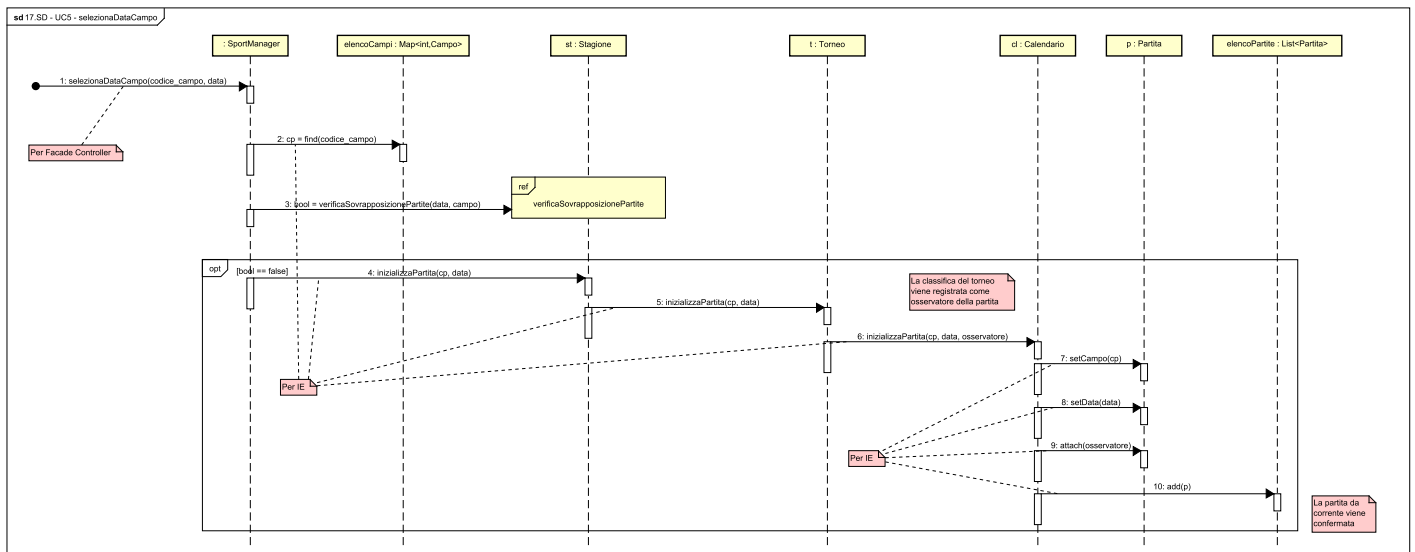 sd 17.SD - UC5 - selezionaDataCampo
: SportManager
elencoCampi : Map<int,Campo>
st : Stagione
t : Torneo
cl : Calendario
p : Partita
elencoPartite : List<Partita>
1: selezionaDataCampo(codice_campo, data)
Per Facade Controller
2: cp = find(codice_campo)
ref
verificaSovrapposizionePartite
3: bool = verificaSovrapposizionePartite(data, campo)
opt
[bool == false]
4: inizializzaPartita(cp, data)
La classifica del torneo
viene registrata come
osservatore della partita
5: inizializzaPartita(cp, data)
6: inizializzaPartita(cp, data, osservatore)
7: setCampo(cp)
Per IE
8: setData(data)
9: attach(osservatore)
Per IE
10: add(p)
La partita da
corrente viene
confermata